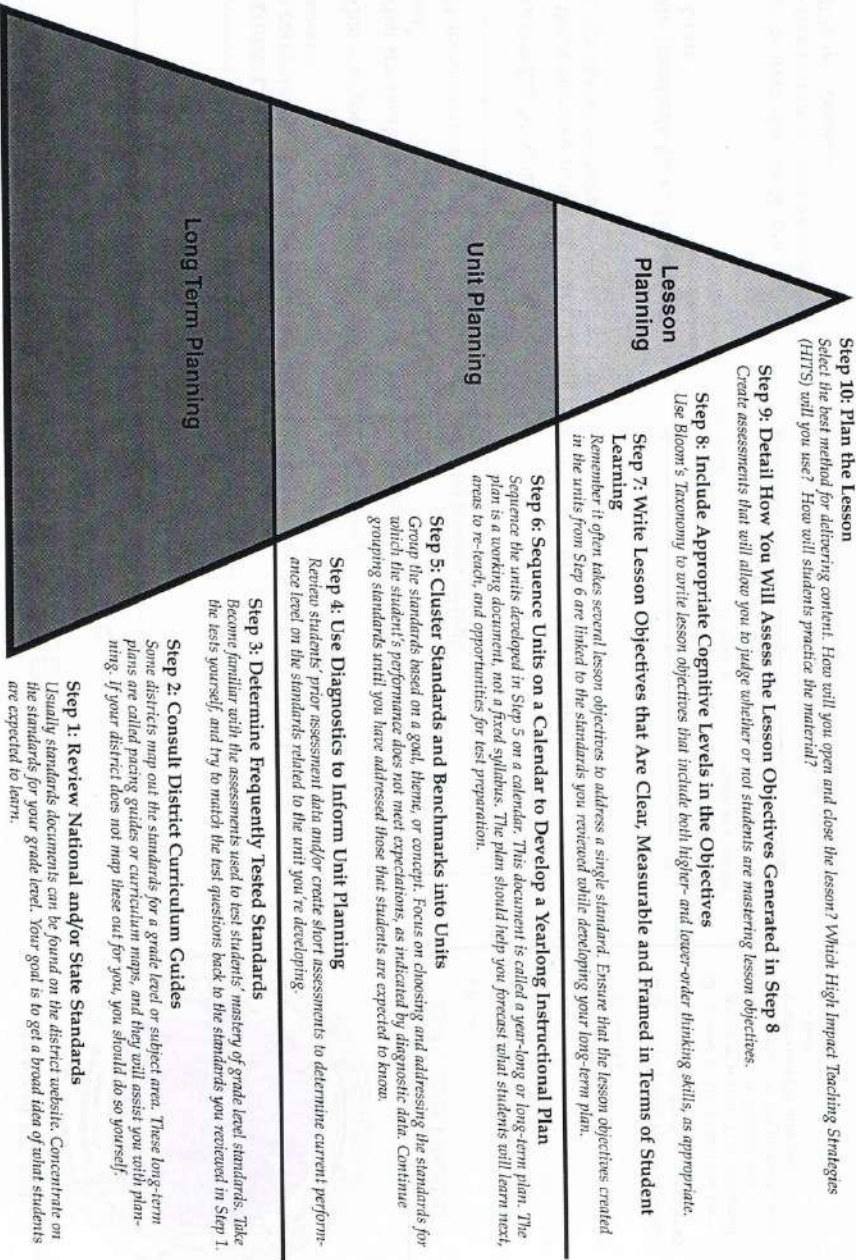 Step 10: Plan the Lesson
Select the best method for delivering content. How will you open and close the lesson? Which High Impact Teaching Strategies
(HITS) will you use? How will students practice the material?
Step 9: Detail How You Will Assess the Lesson Objectives Generated in Step 8
Create assessments that will allow you to judge whether or not students are mastering lesson objectives.
Step 8: Include Appropriate Cognitive Levels in the Objectives
Use Bloom's Taxonomy to write lesson objectives that include both higher- and lower-order thinking skills, as appropriate.
Lesson
Planning
Step 7: Write Lesson Objectives that Are Clear, Measurable and Framed in Terms of Student
Learning
Remember it often takes several lesson objectives to address a single standard. Ensure that the lesson objectives created
in the units from Step 6 are linked to the standards you reviewed while developing your long-term plan.
Step 6: Sequence Units on a Calendar to Develop a Yearlong Instructional Plan
Sequence the units developed in Step 5 on a calendar. This document is called a year-long or long-term plan. The
plan is a working document, not a fixed syllabus. The plan should help you forecast what students will learn next,
areas to re-teach, and opportunities for test preparation.
Unit Planning
Step 5: Cluster Standards and Benchmarks into Units
Group the standards based on a goal, theme, or concept. Focus on choosing and addressing the standards for
which the student's performance does not meet expectations, as indicated by diagnostic data. Continue
grouping standards until you have addressed those that students are expected to know.
Step 4: Use Diagnostics to Inform Unit Planning
Review students' prior assessment data and/or create short assessments to determine current perform-
ance level on the standards related to the unit you're developing.
Step 3: Determine Frequently Tested Standards
Become familiar with the assessments used to test students' mastery of grade level standards. Take
the tests yourself, and try to match the test questions back to the standards you reviewed in Step 1.
Long Term Planning
Step 2: Consult District Curriculum Guides
Some districts map out the standards for a grade level or subject area. These long-term
plans are called pacing guides or curriculum maps, and they will assist you with plan-
ning. If your district does not map these out for you, you should do so yourself.
Step 1: Review National and/or State Standards
Usually standards documents can be found on the district website. Concentrate on
the standards for your grade level. Your goal is to get a broad idea of what students
are expected to learn.